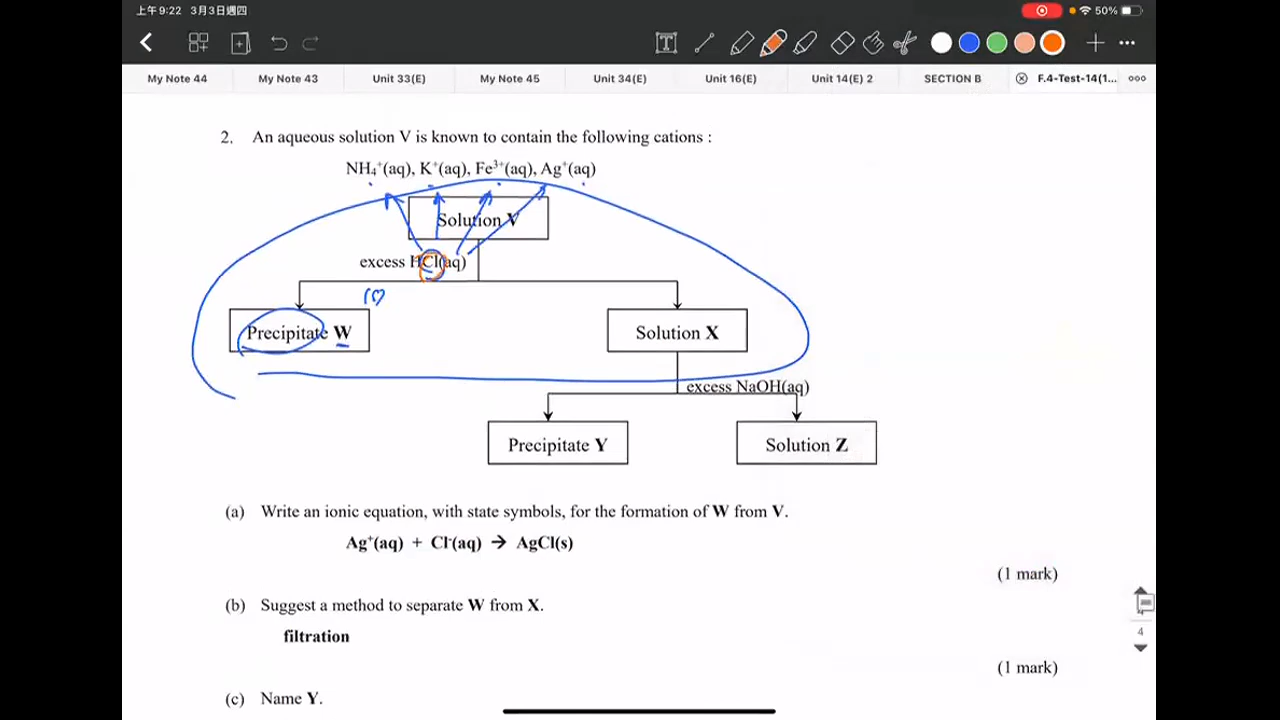 上午9:22 3月3日週四
50%
My Note 44 My Note 43 Unit 33(E) My Note 45 Unit 34(E) Unit 16(E) Unit 14(E) 2 SECTION B F.4-Test-14(1...
2. An aqueous solution V is known to contain the following cations :
NH₄⁺(aq), K⁺(aq), Fe³⁺(aq), Ag⁺(aq)
Solution V
excess HCl(aq)
Precipitate W
Solution X
excess NaOH(aq)
Precipitate Y
Solution Z
(a) Write an ionic equation, with state symbols, for the formation of W from V.
Ag⁺(aq) + Cl⁻(aq) → AgCl(s)
(1 mark)
(b) Suggest a method to separate W from X.
filtration
(1 mark)
4
(c) Name Y.